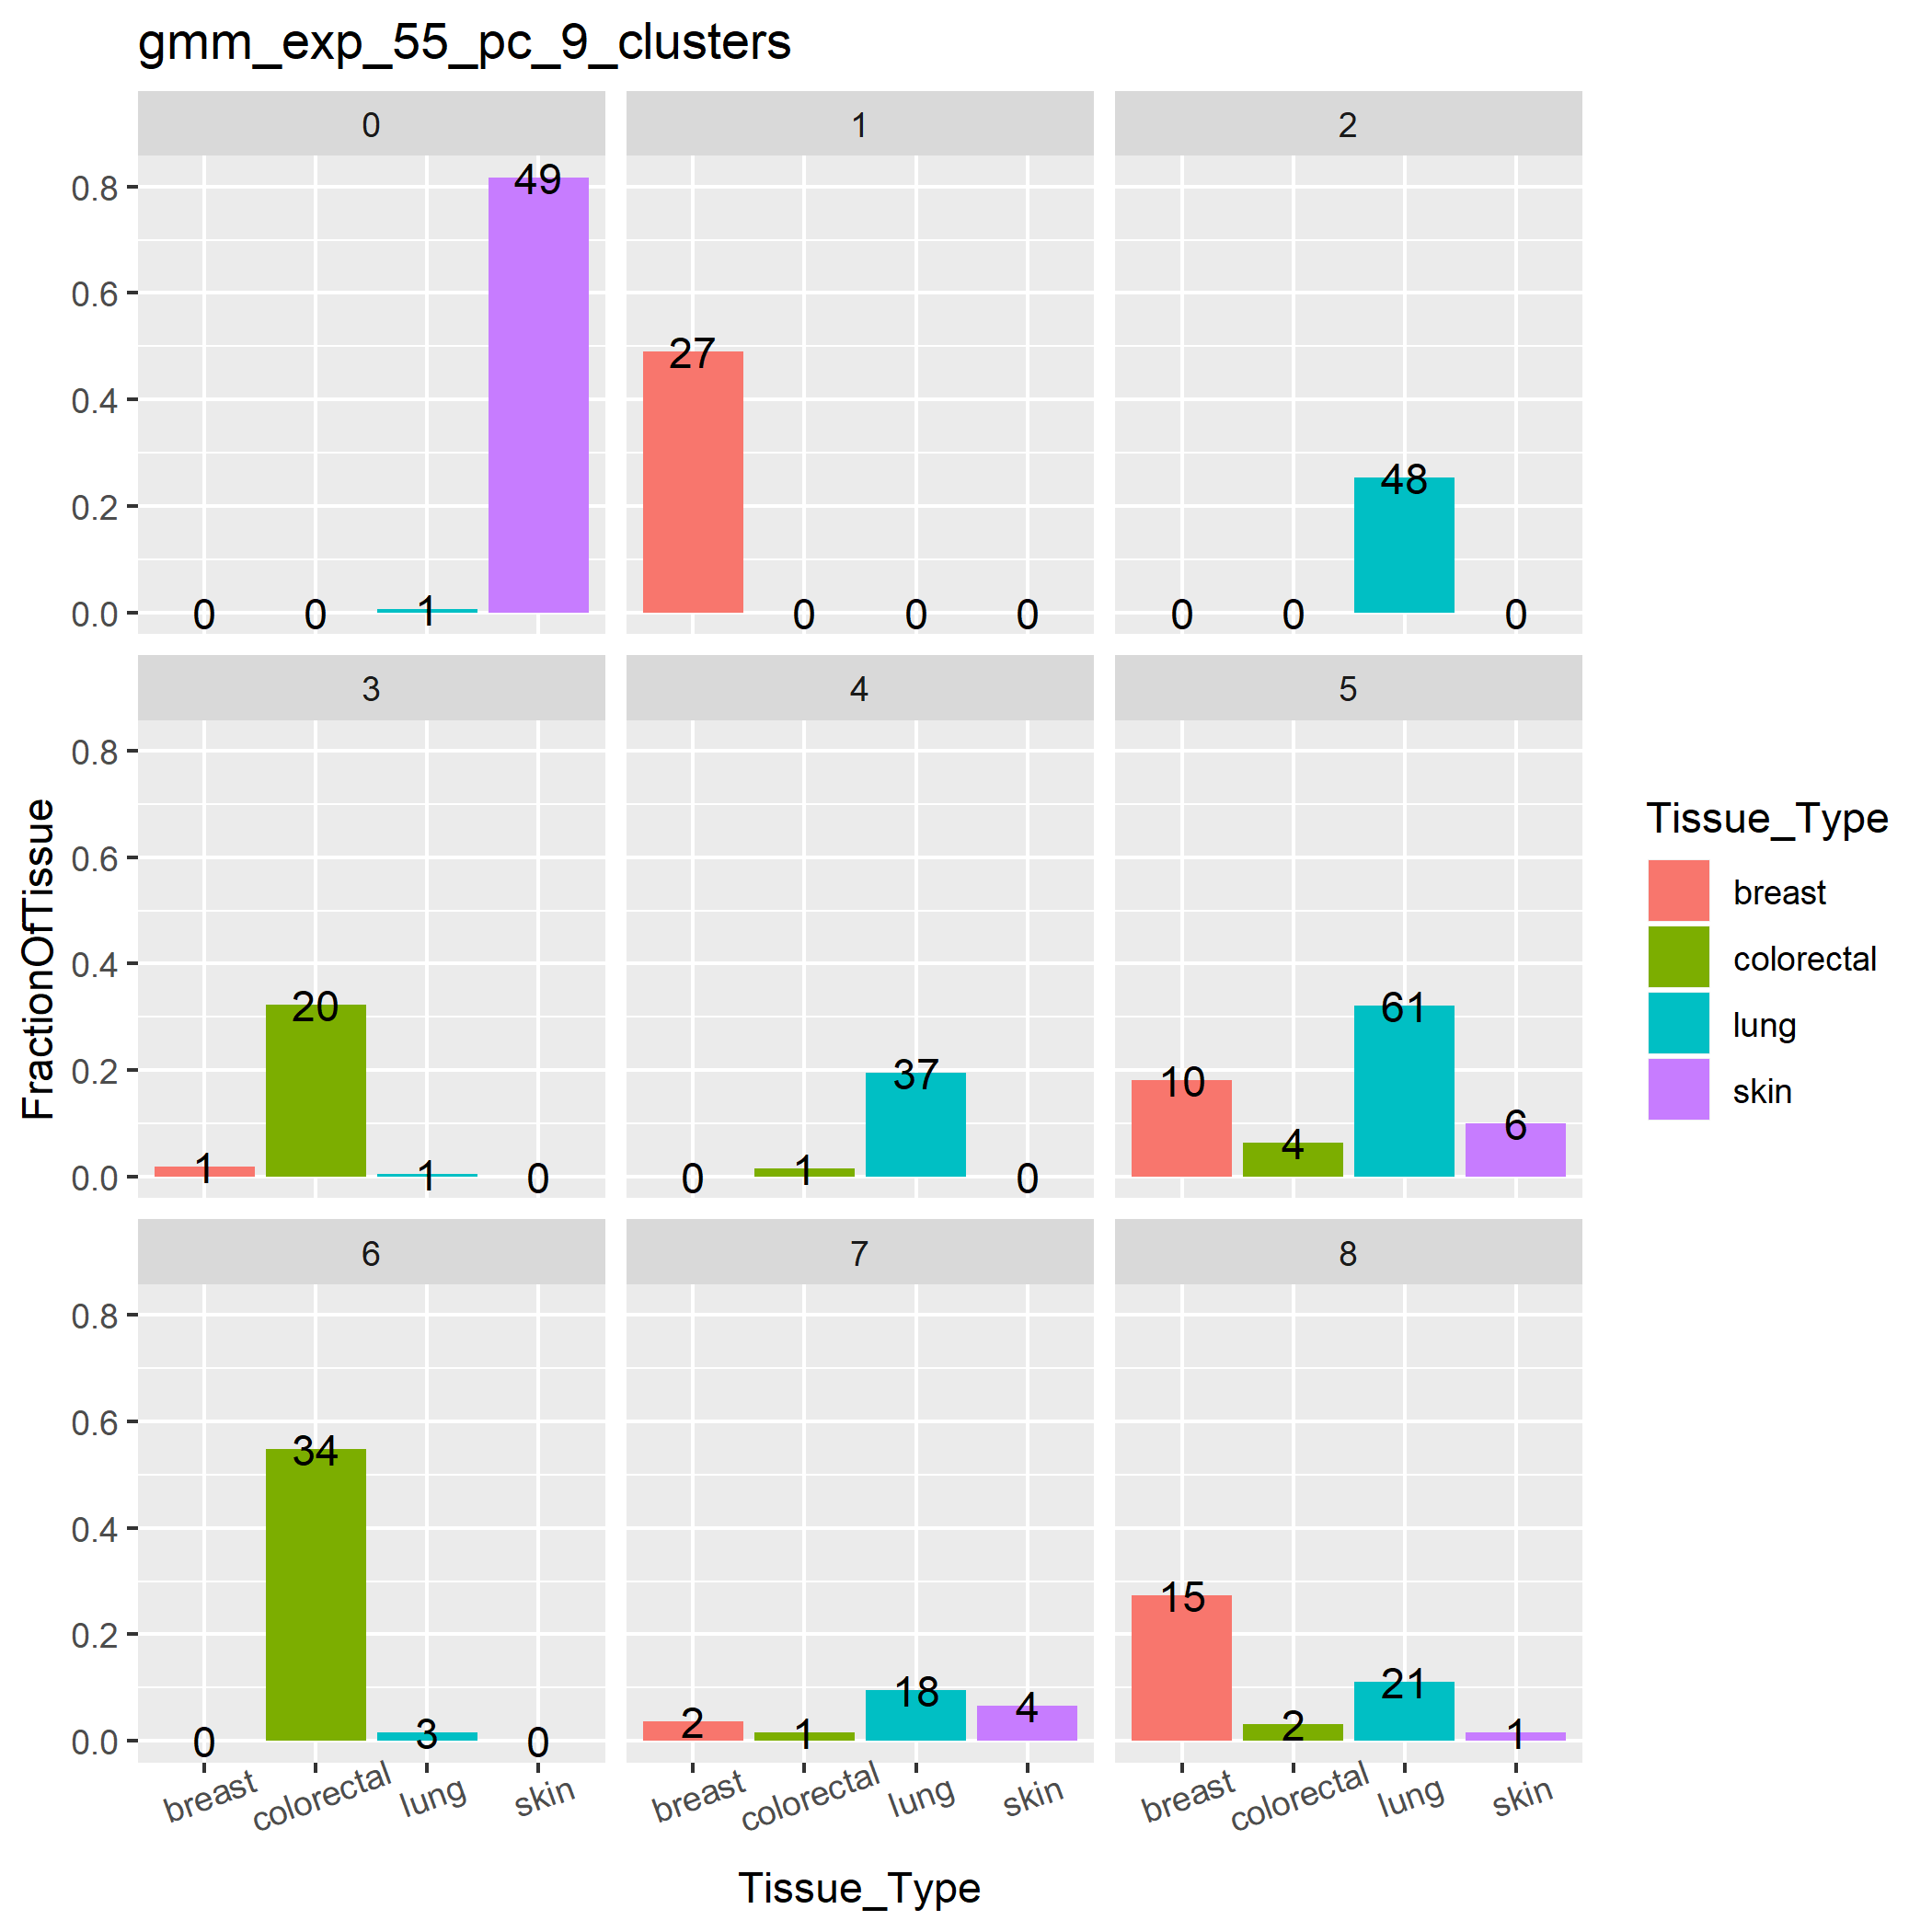 gmm_exp_55_pc_9_clusters
0 1 2
0.8
0.6
0.4
0.2
0.0
0 0 1 49
27 0 0 0
0 0 48 0
3 4 5
0.8
0.6
0.4
0.2
0.0
1 20 1 0
0 1 37 0
10 4 61 6
6 7 8
0.8
0.6
0.4
0.2
0.0
0 34 3 0
2 1 18 4
15 2 21 1
breast colorectal lung skin
breast colorectal lung skin
breast colorectal lung skin
Tissue_Type
FractionOfTissue
Tissue_Type
breast
colorectal
lung
skin